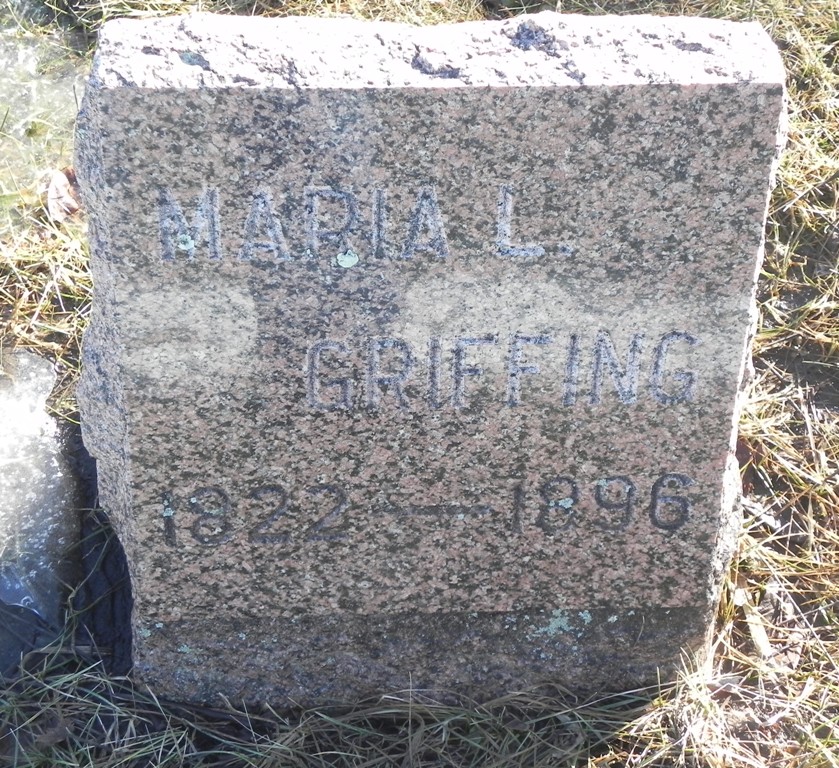 MARIA L.
GRIFFING
1822 — 1896